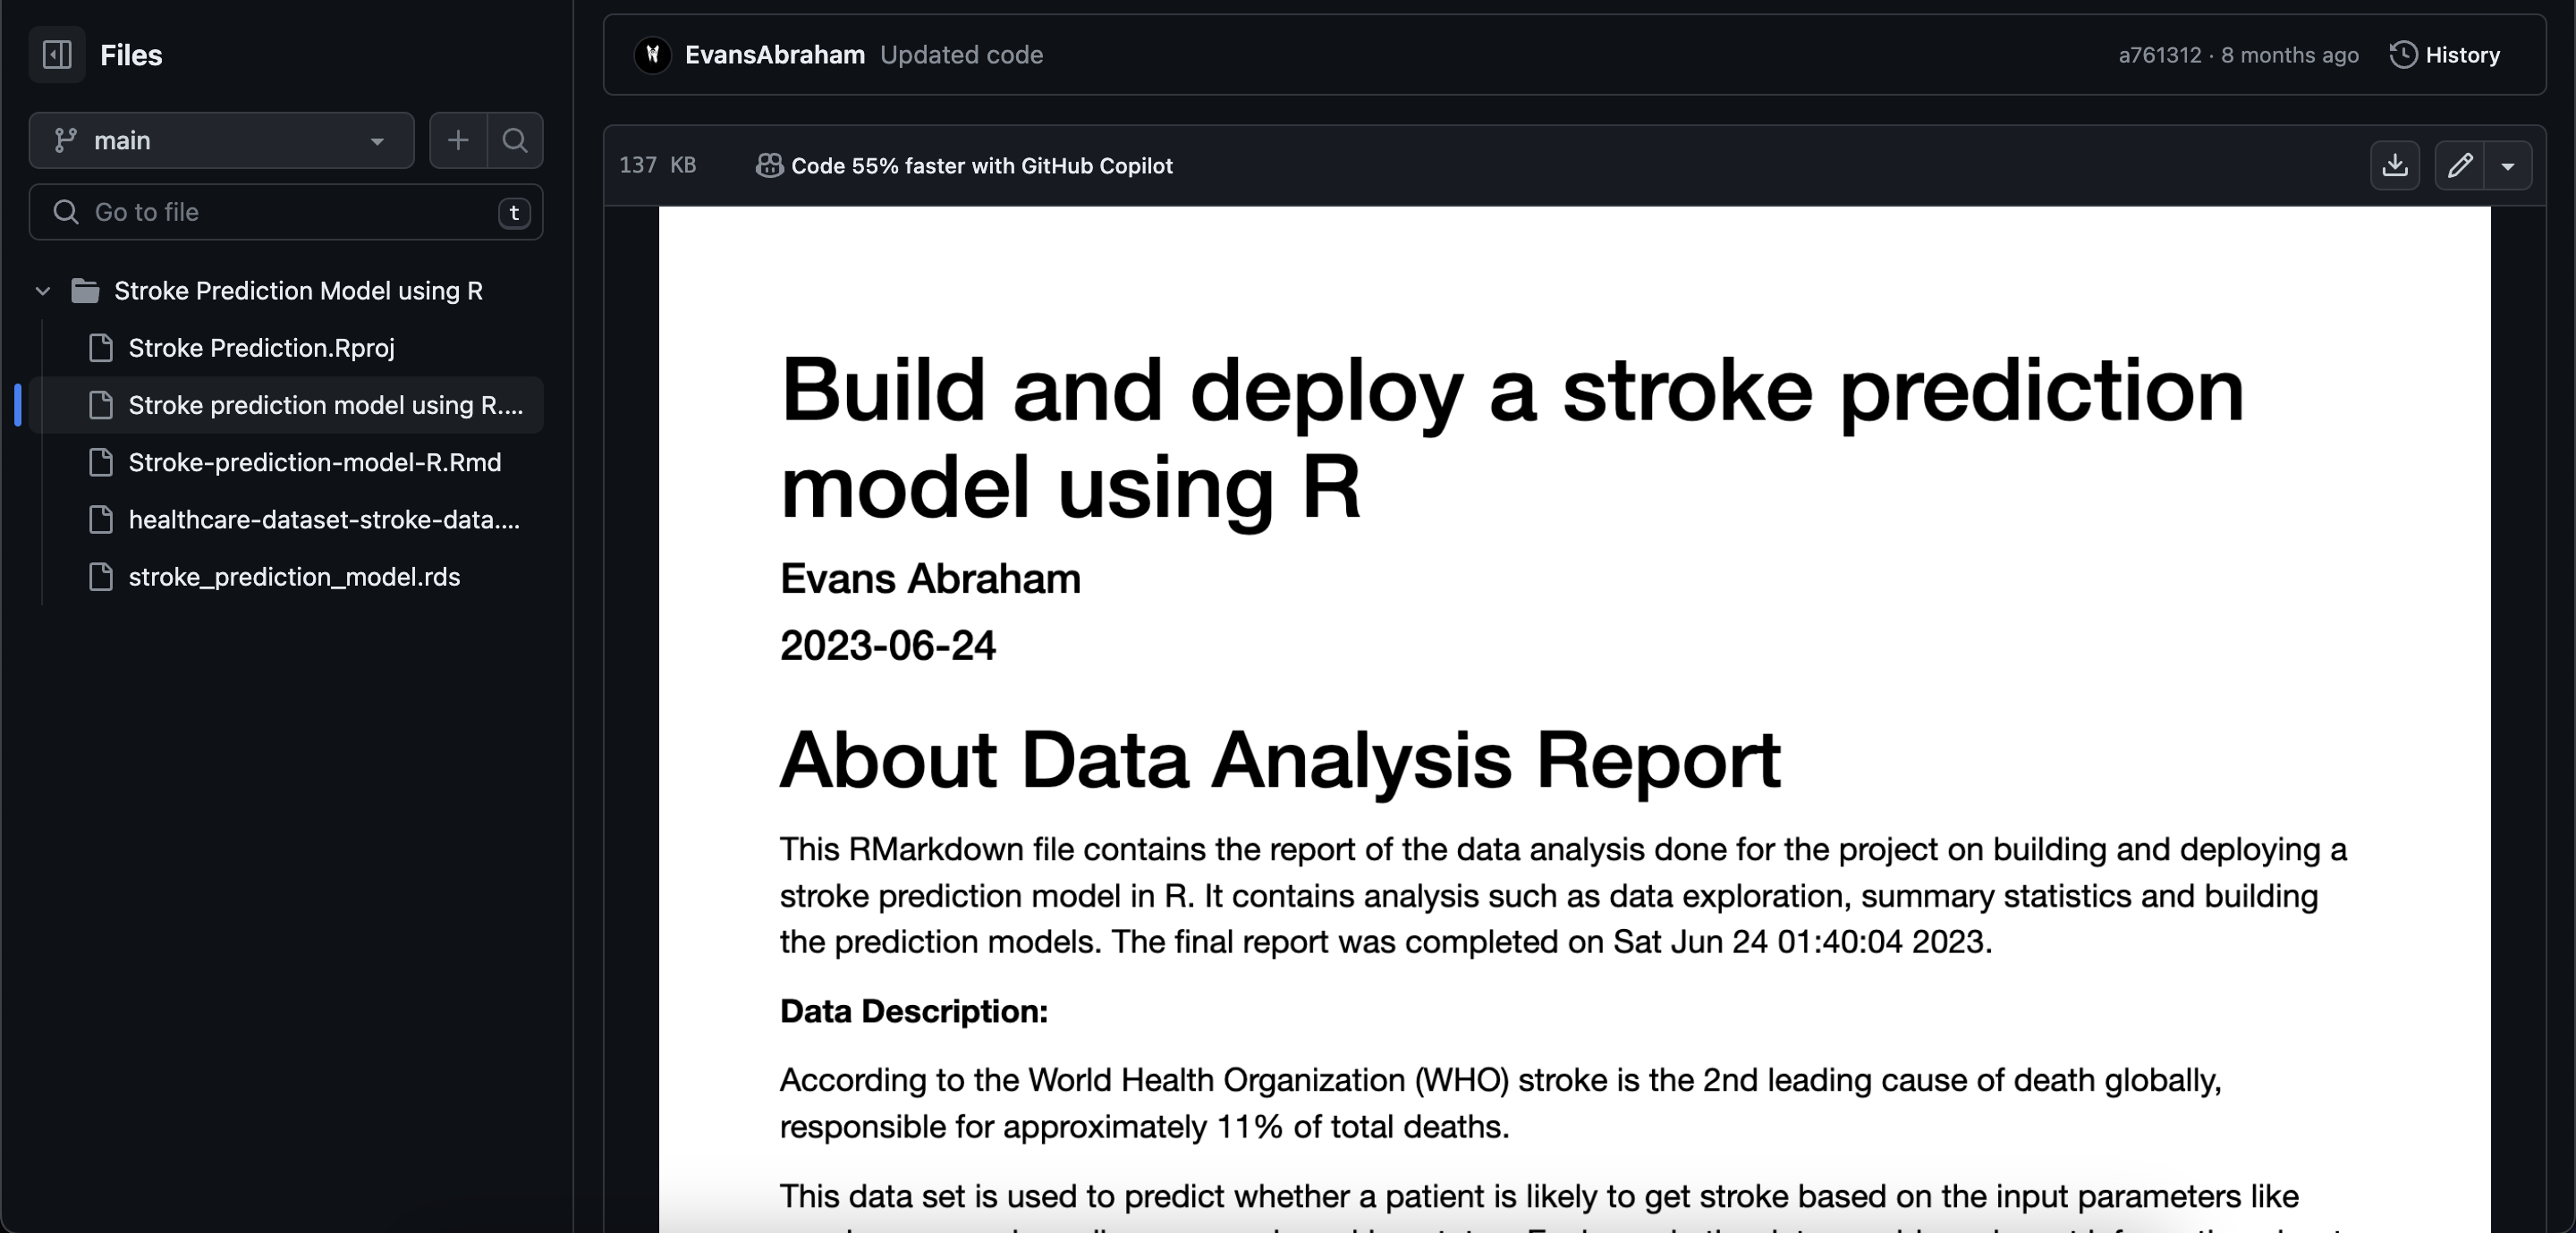 Files
main
Go to file
t
Stroke Prediction Model using R
Stroke Prediction.Rproj
Stroke prediction model using R....
Stroke-prediction-model-R.Rmd
healthcare-dataset-stroke-data....
stroke_prediction_model.rds
EvansAbraham Updated code
a761312 · 8 months ago
History
137 KB
Code 55% faster with GitHub Copilot
Build and deploy a stroke prediction
model using R
Evans Abraham
2023-06-24
About Data Analysis Report
This RMarkdown file contains the report of the data analysis done for the project on building and deploying a
stroke prediction model in R. It contains analysis such as data exploration, summary statistics and building
the prediction models. The final report was completed on Sat Jun 24 01:40:04 2023.
Data Description:
According to the World Health Organization (WHO) stroke is the 2nd leading cause of death globally,
responsible for approximately 11% of total deaths.
This data set is used to predict whether a patient is likely to get stroke based on the input parameters like